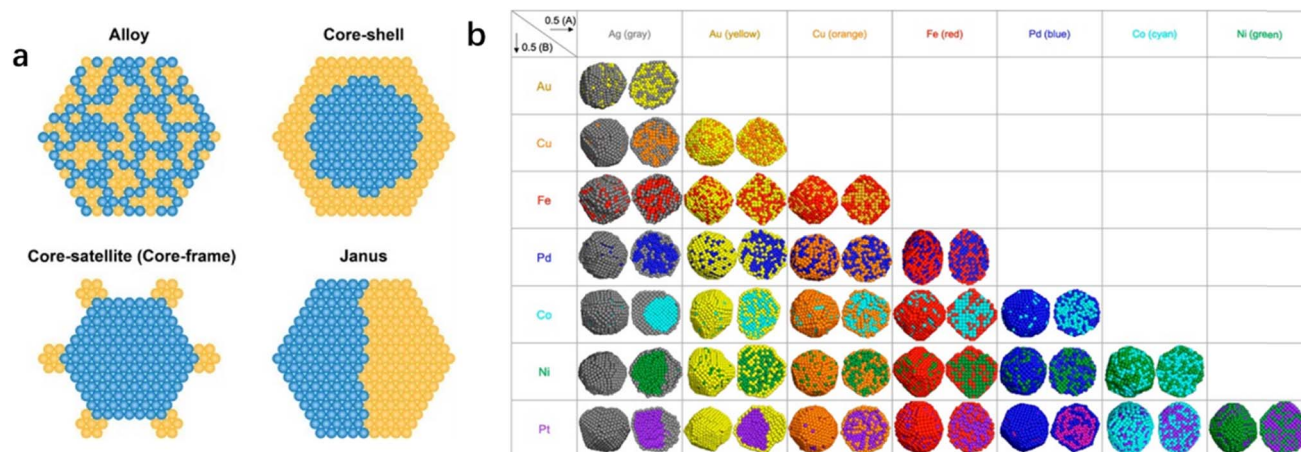 a
Alloy
Core-shell
Core-satellite (Core-frame)
Janus
b
0.5 (A)
0.5 (B)
Ag (gray)
Au (yellow)
Cu (orange)
Fe (red)
Pd (blue)
Co (cyan)
Ni (green)
Au
Cu
Fe
Pd
Co
Ni
Pt